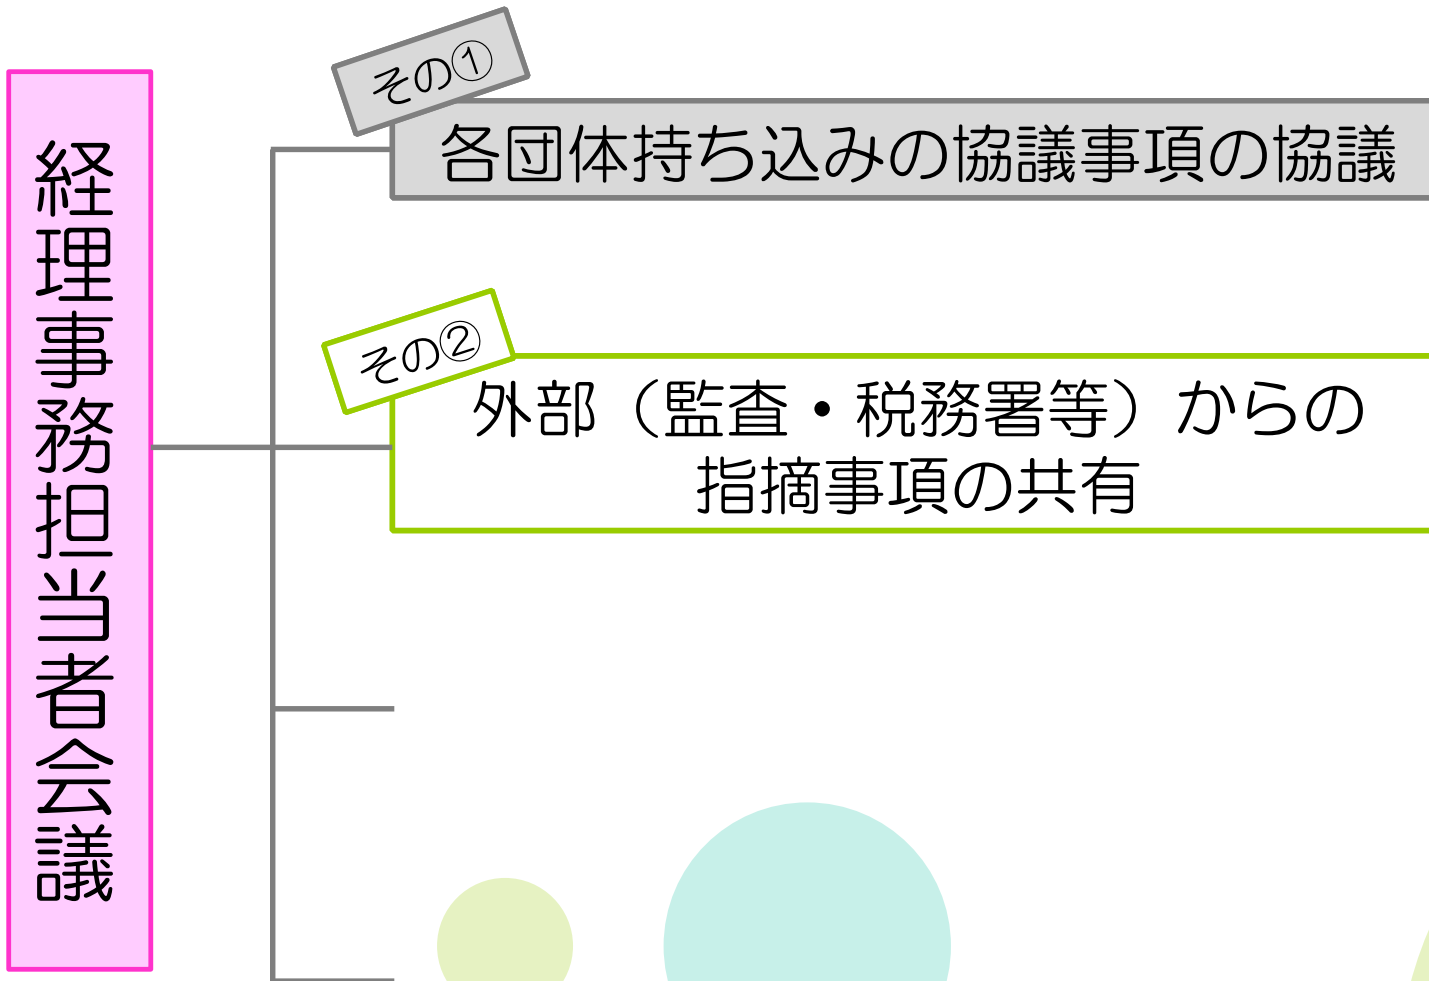 経理事務担当者会議
その①
各団体持ち込みの協議事項の協議
その②
外部（監査・税務署等）からの
指摘事項の共有